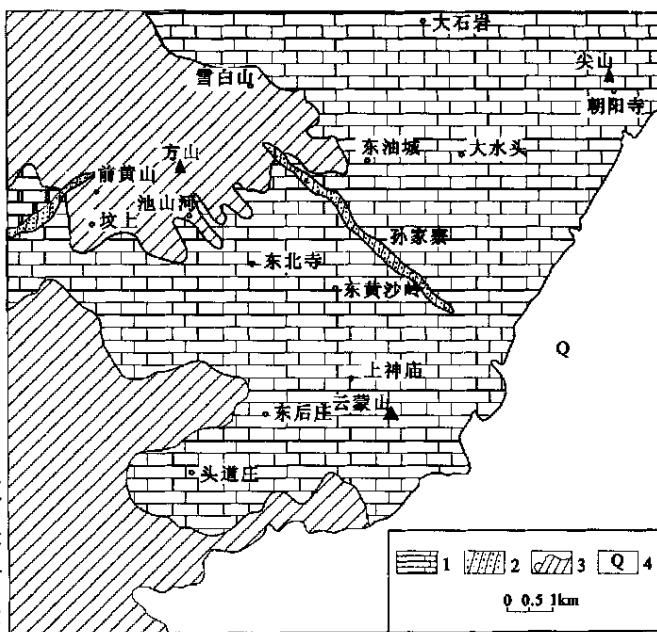 大石岩
尖山
雪白山
朝阳寺
东油城
大水头
方山
前黄山
池山河
坟上
孙家寨
东北寺
东黄沙岭
Q
上神庙
云蒙山
东后庄
头道庄
1 2 3 Q 4
0 0.5 1km